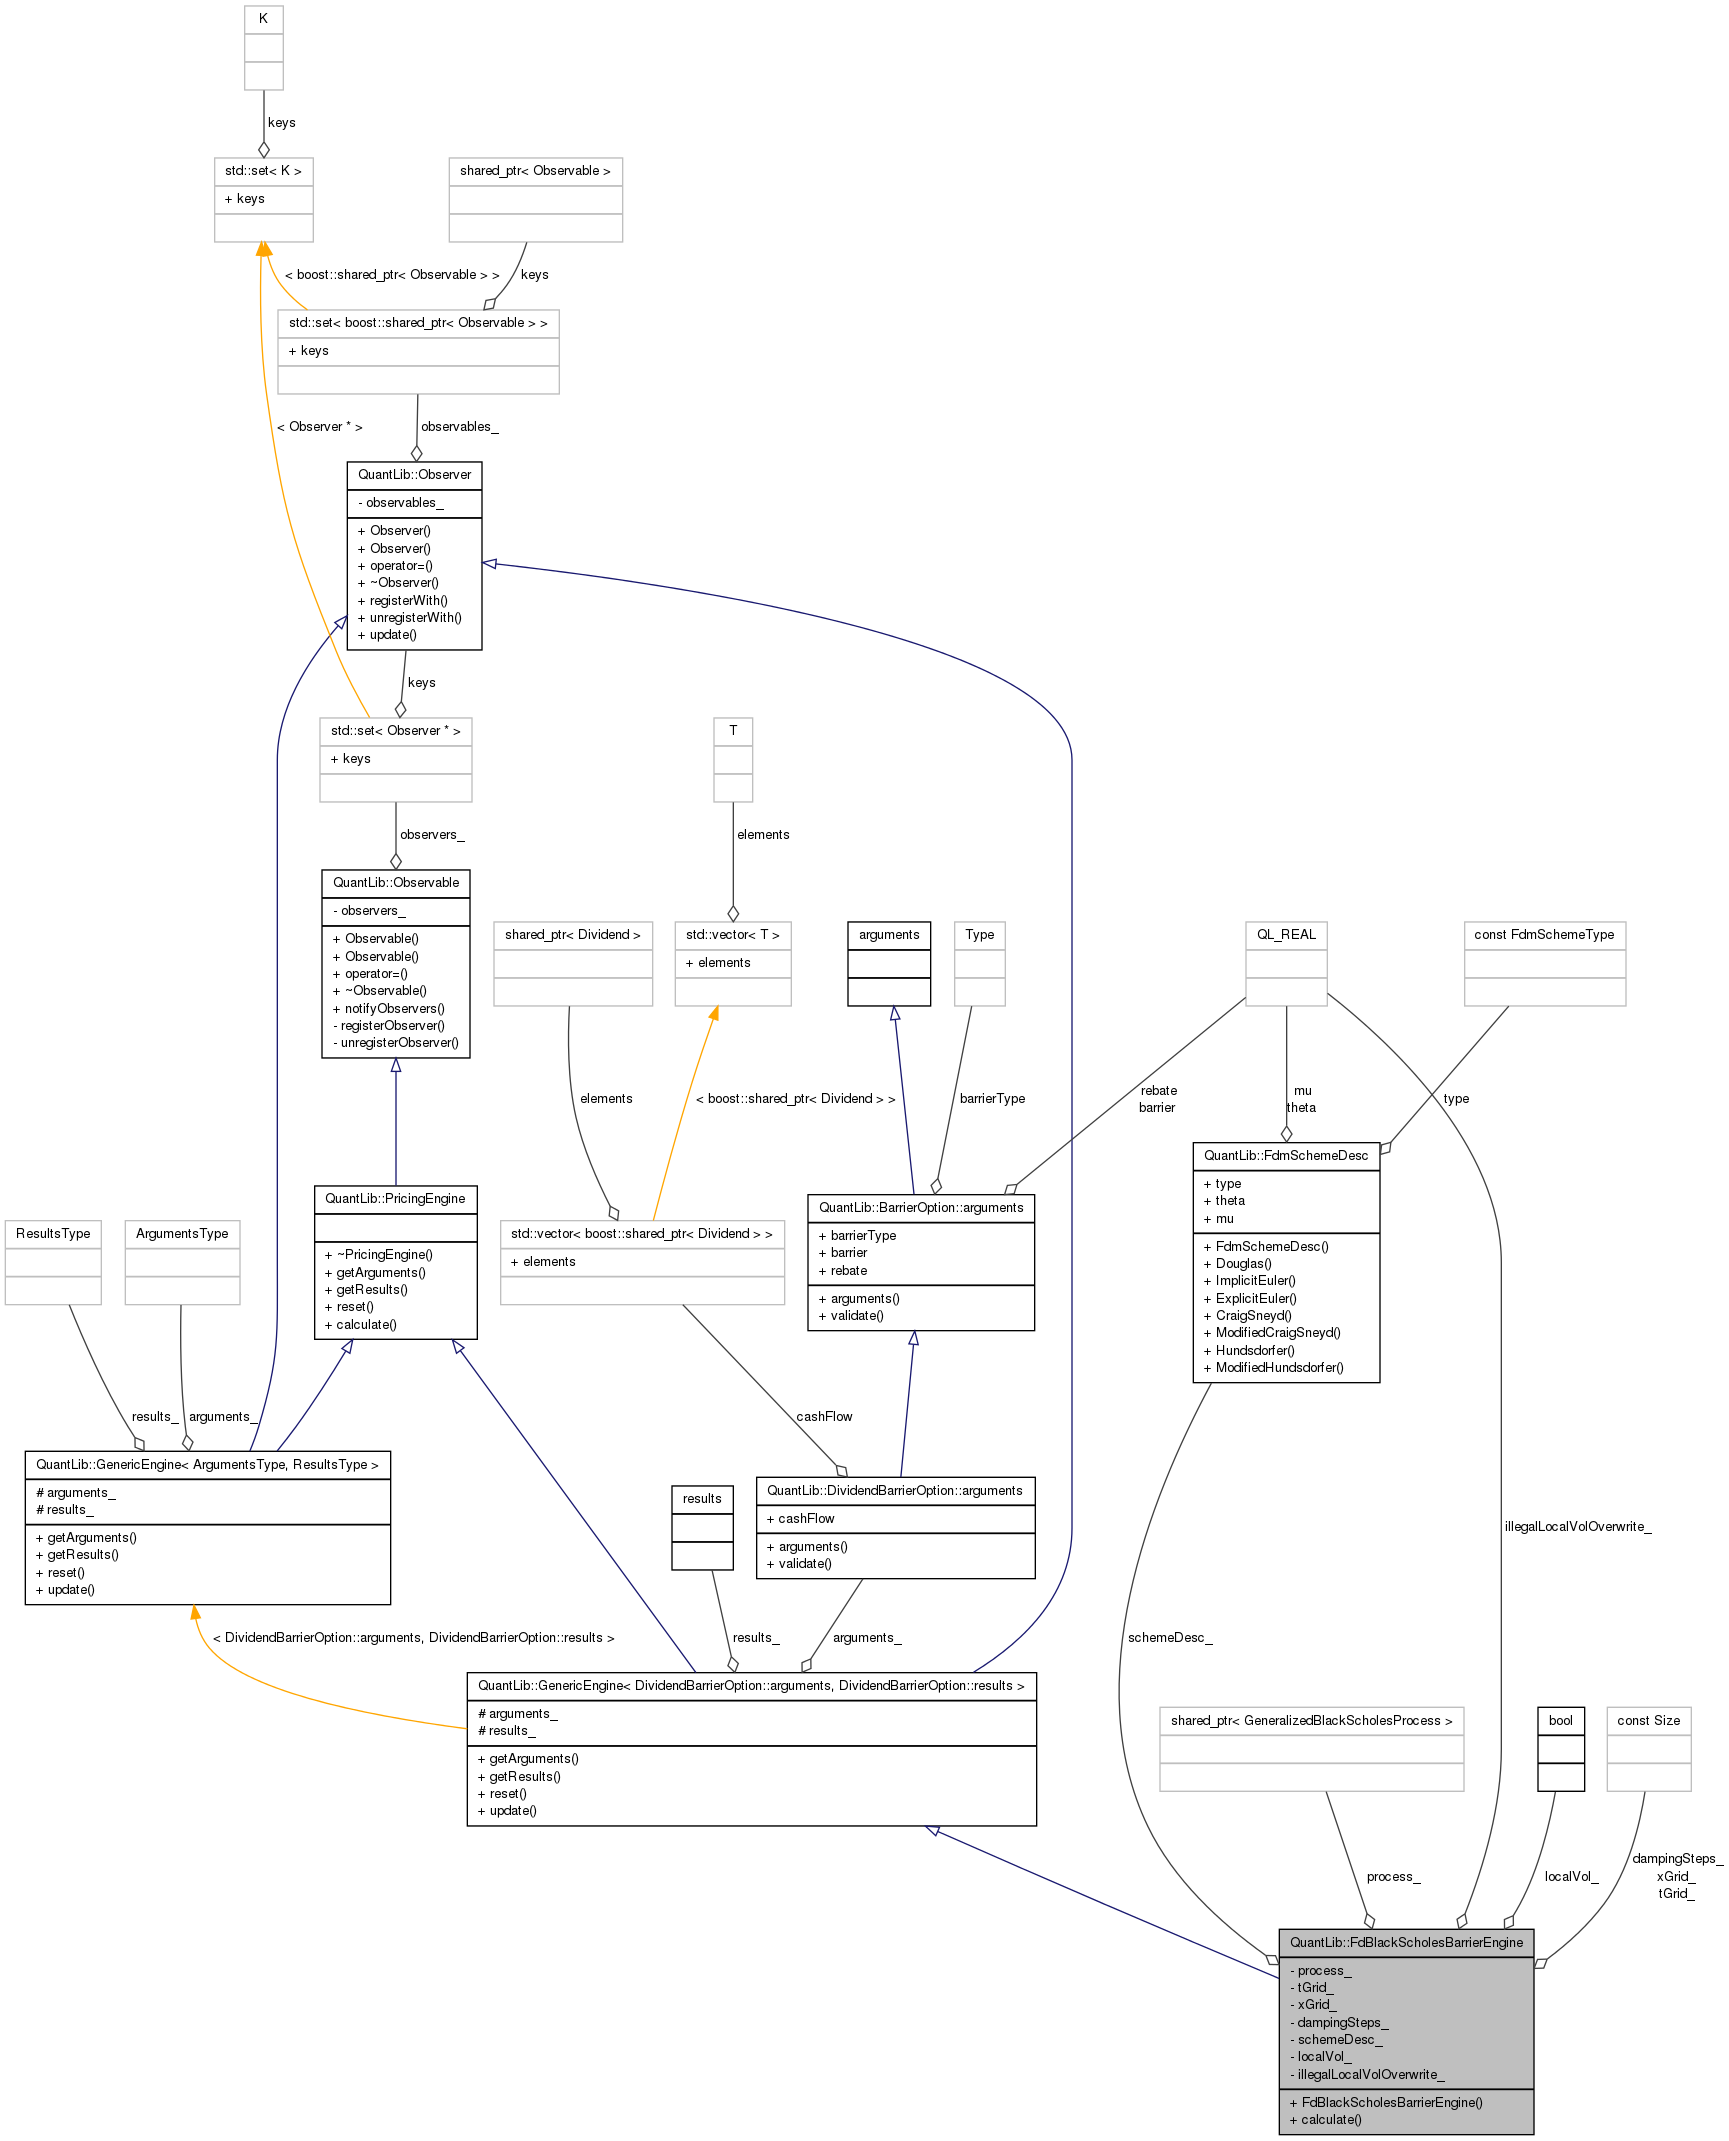 K
keys
std::set< K >
+ keys
shared_ptr< Observable >
< boost::shared_ptr< Observable > >
keys
std::set< boost::shared_ptr< Observable > >
+ keys
< Observer * >
observables_
QuantLib::Observer
- observables_
+ Observer()
+ Observer()
+ operator=()
+ ~Observer()
+ registerWith()
+ unregisterWith()
+ update()
keys
std::set< Observer * >
+ keys
T
observers_
elements
QuantLib::Observable
- observers_
+ Observable()
+ Observable()
+ operator=()
+ ~Observable()
+ notifyObservers()
- registerObserver()
- unregisterObserver()
shared_ptr< Dividend >
std::vector< T >
+ elements
arguments
Type
QL_REAL
const FdmSchemeType
elements
< boost::shared_ptr< Dividend > >
barrierType
rebate
barrier
mu
theta
type
QuantLib::FdmSchemeDesc
+ type
+ theta
+ mu
+ FdmSchemeDesc()
+ Douglas()
+ ImplicitEuler()
+ ExplicitEuler()
+ CraigSneyd()
+ ModifiedCraigSneyd()
+ Hundsdorfer()
+ ModifiedHundsdorfer()
QuantLib::PricingEngine
+ ~PricingEngine()
+ getArguments()
+ getResults()
+ reset()
+ calculate()
QuantLib::BarrierOption::arguments
+ barrierType
+ barrier
+ rebate
+ arguments()
+ validate()
ResultsType
ArgumentsType
std::vector< boost::shared_ptr< Dividend > >
+ elements
results_
arguments_
cashFlow
QuantLib::GenericEngine< ArgumentsType, ResultsType >
# arguments_
# results_
+ getArguments()
+ getResults()
+ reset()
+ update()
results
QuantLib::DividendBarrierOption::arguments
+ cashFlow
+ arguments()
+ validate()
illegalLocalVolOverwrite_
< DividendBarrierOption::arguments, DividendBarrierOption::results >
results_
arguments_
schemeDesc_
QuantLib::GenericEngine< DividendBarrierOption::arguments, DividendBarrierOption::results >
# arguments_
# results_
+ getArguments()
+ getResults()
+ reset()
+ update()
shared_ptr< GeneralizedBlackScholesProcess >
bool
const Size
process_
localVol_
dampingSteps_
xGrid_
tGrid_
QuantLib::FdBlackScholesBarrierEngine
- process_
- tGrid_
- xGrid_
- dampingSteps_
- schemeDesc_
- localVol_
- illegalLocalVolOverwrite_
+ FdBlackScholesBarrierEngine()
+ calculate()